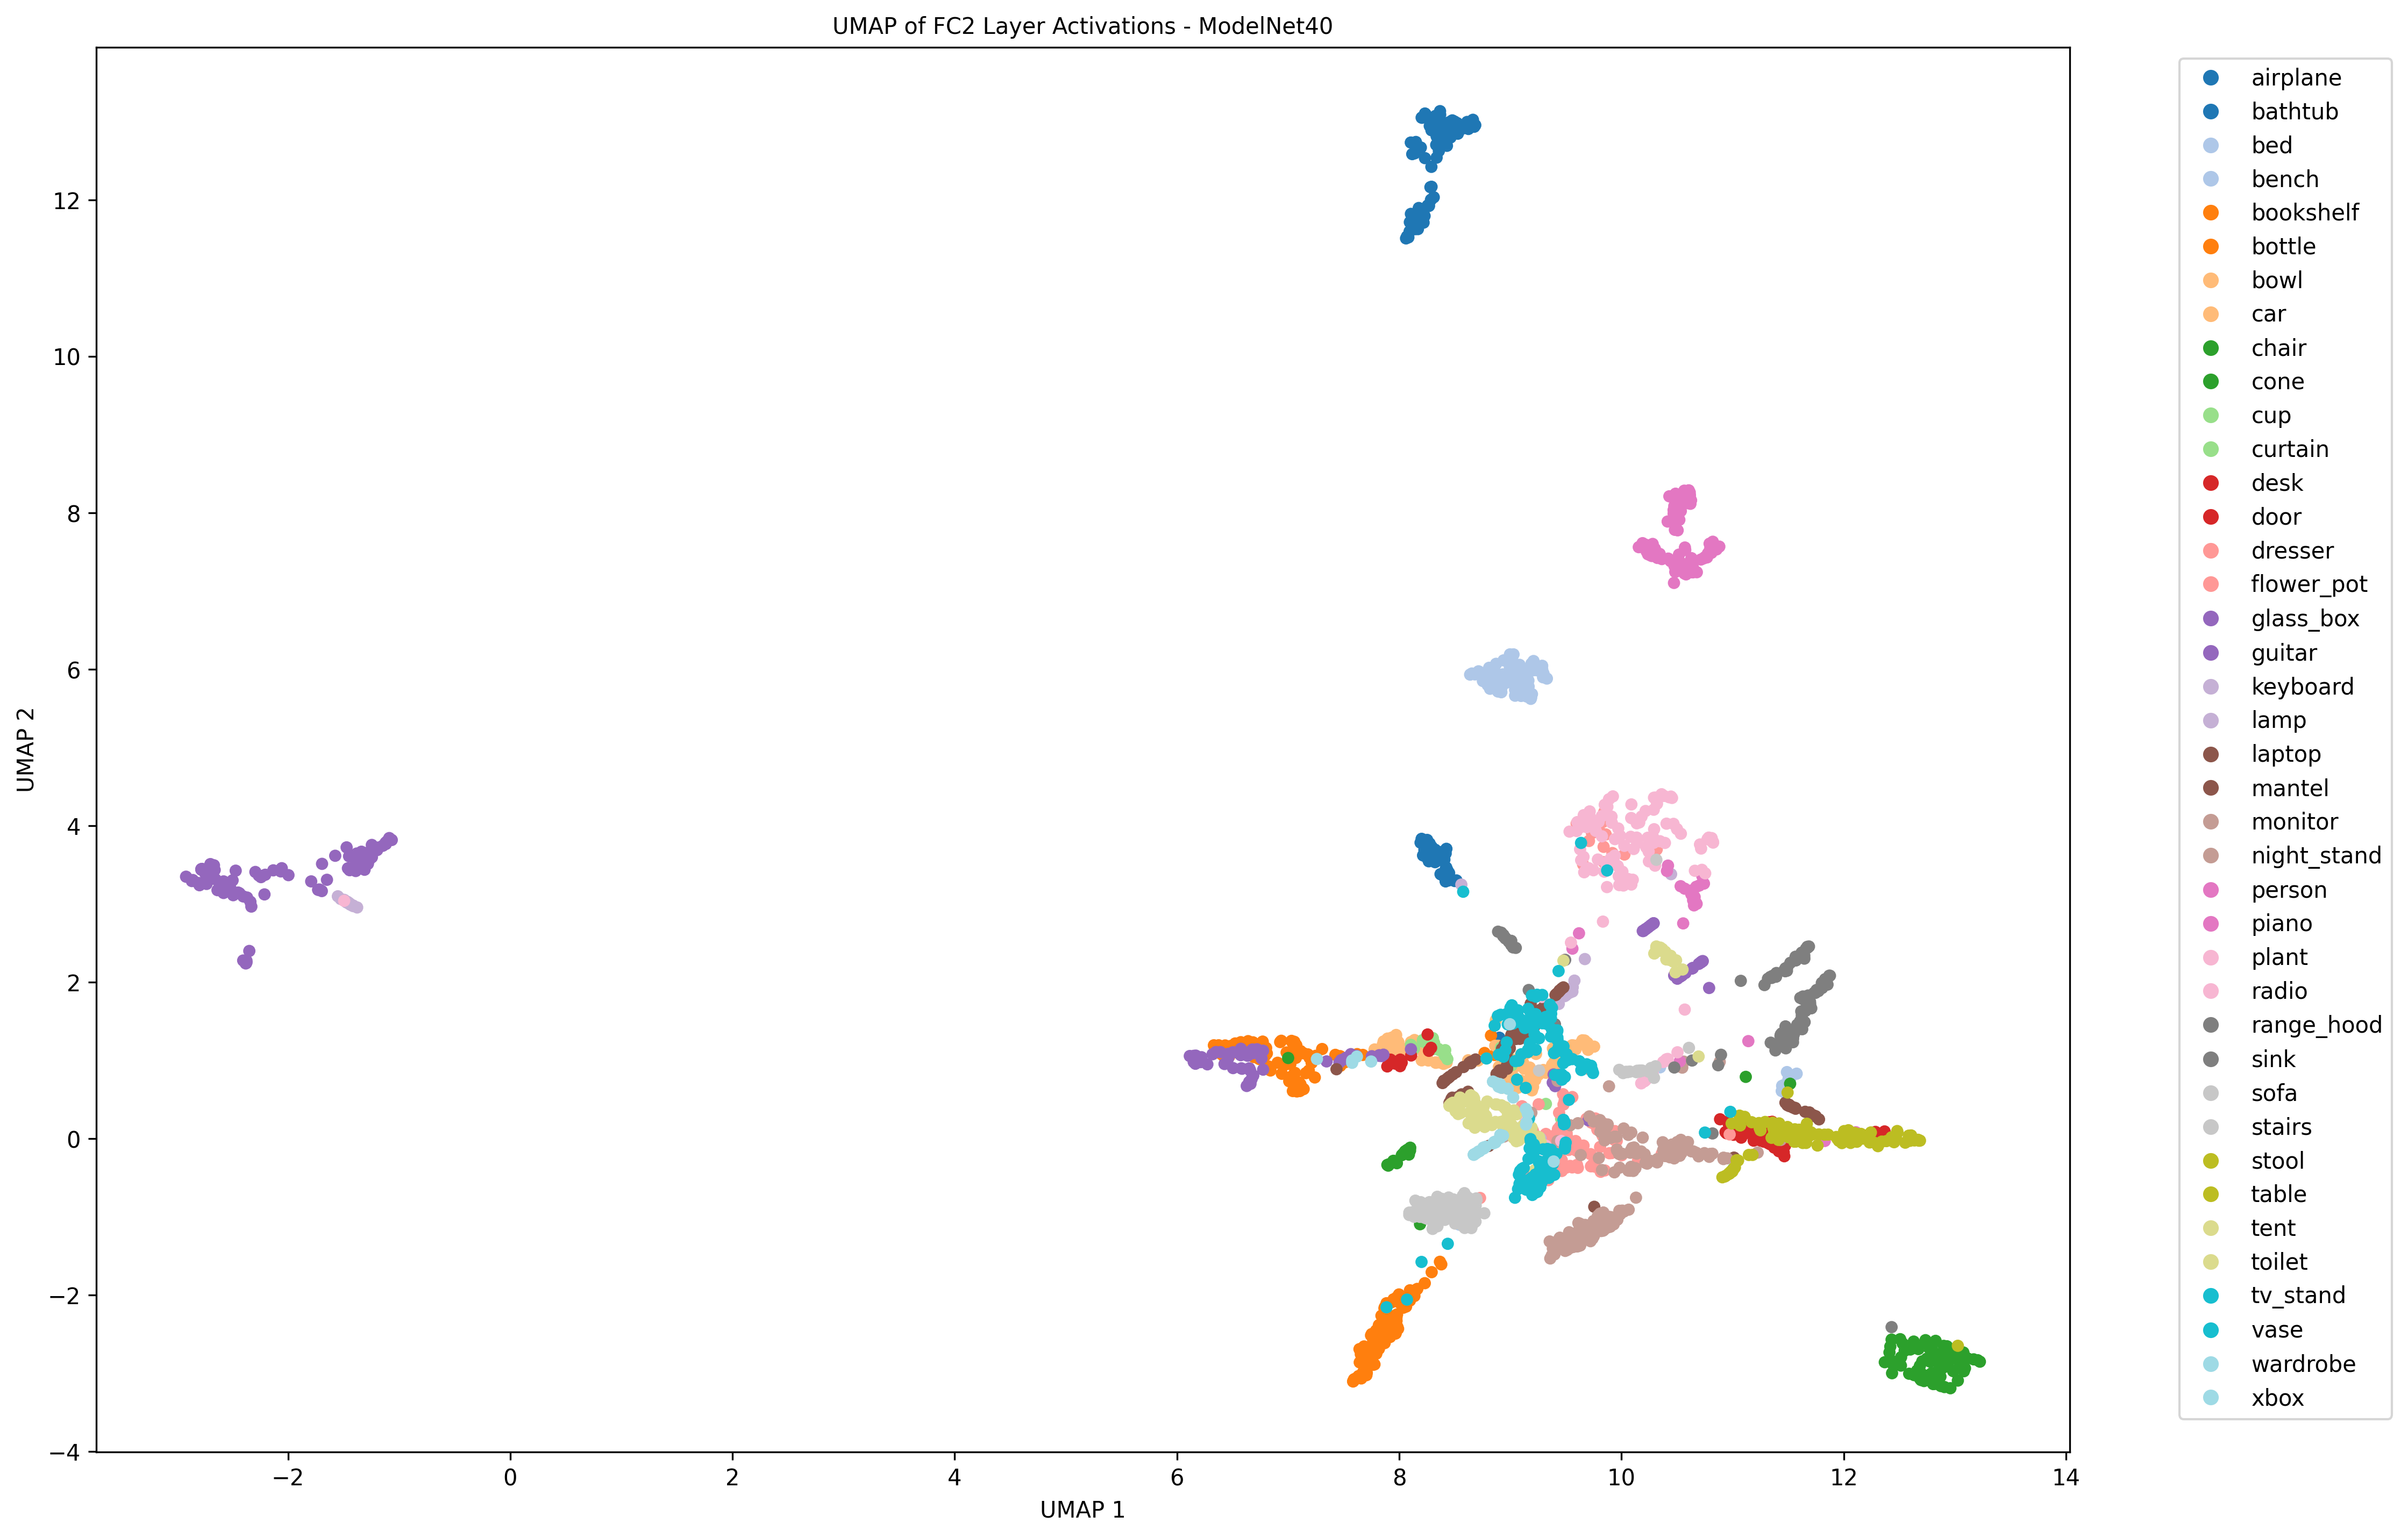 UMAP of FC2 Layer Activations - ModelNet40
UMAP 2
12
10
8
6
4
2
0
−2
−4
−2
0
2
4
6
8
10
12
14
UMAP 1
airplane
bathtub
bed
bench
bookshelf
bottle
bowl
car
chair
cone
cup
curtain
desk
door
dresser
flower_pot
glass_box
guitar
keyboard
lamp
laptop
mantel
monitor
night_stand
person
piano
plant
radio
range_hood
sink
sofa
stairs
stool
table
tent
toilet
tv_stand
vase
wardrobe
xbox